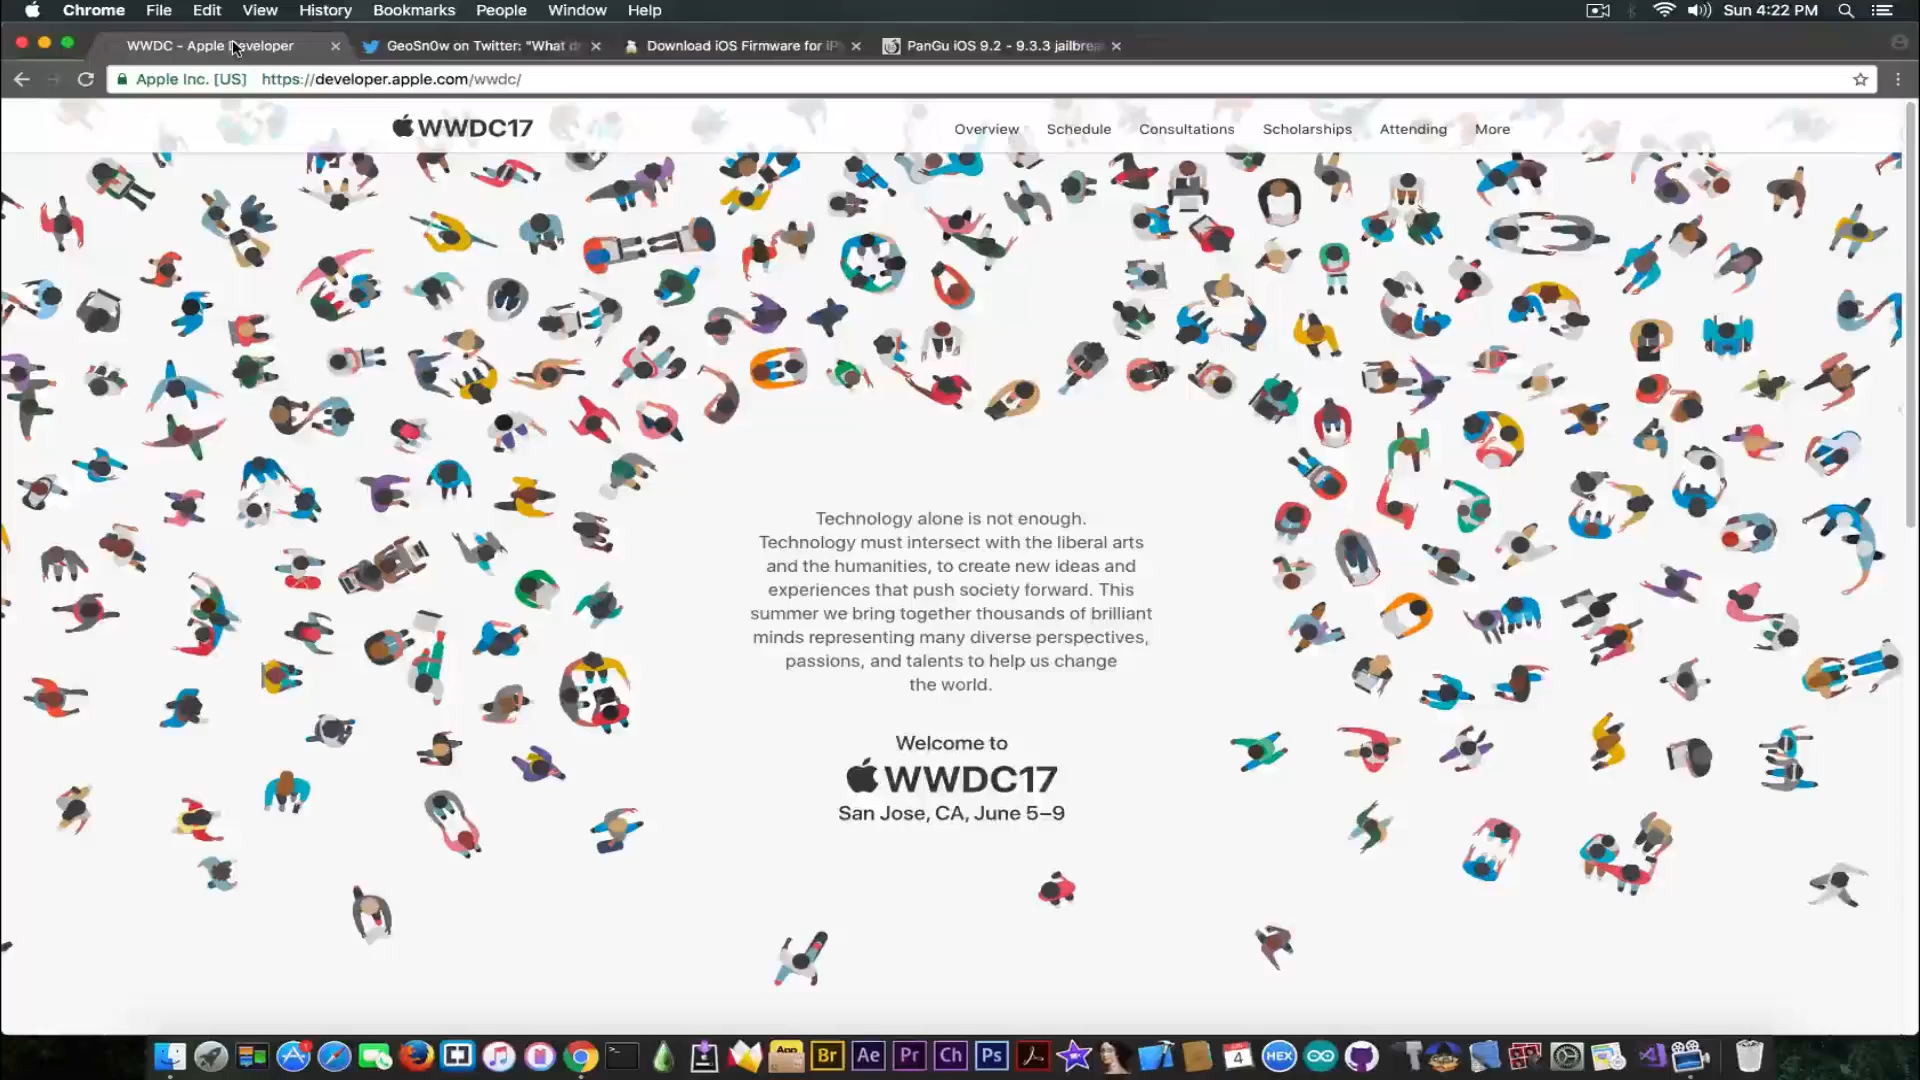 Chrome File Edit View History Bookmarks People Window Help Sun 4:22 PM
WWDC - Apple Developer GeoSn0w on Twitter: "What d Download iOS Firmware for iP PanGu iOS 9.2 - 9.3.3 jailbrea
Apple Inc. [US] https://developer.apple.com/wwdc/
WWDC17 Overview Schedule Consultations Scholarships Attending More
Technology alone is not enough.
Technology must intersect with the liberal arts
and the humanities, to create new ideas and
experiences that push society forward. This
summer we bring together thousands of brilliant
minds representing many diverse perspectives,
passions, and talents to help us change
the world.
Welcome to
WWDC17
San Jose, CA, June 5–9
App Br Ae Pr Ch Ps 4 HEX